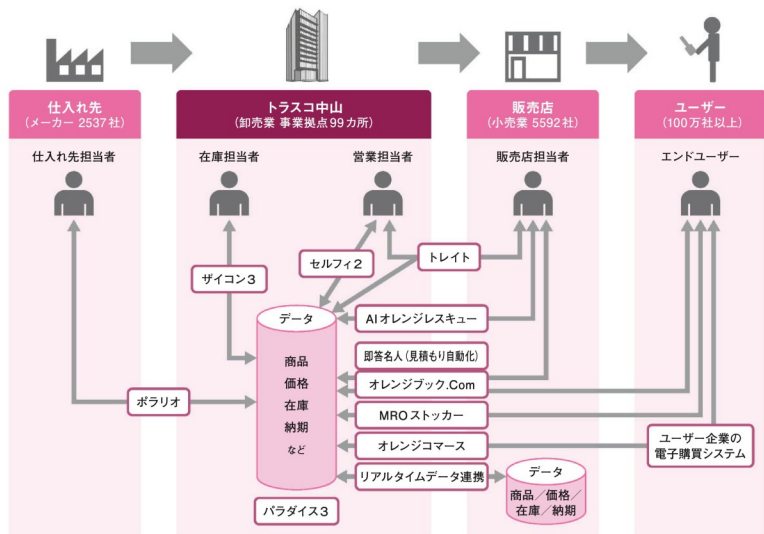 仕入れ先
(メーカー 2537社)
トラスコ中山
(卸売業 事業拠点99カ所)
販売店
(小売業 5592社)
ユーザー
(100万社以上)
仕入れ先担当者
在庫担当者
営業担当者
販売店担当者
エンドユーザー
ザイコン3
セルフィ2
トレイト
データ
商品
価格
在庫
納期
など
AIオレンジレスキュー
即答名人(見積もり自動化)
オレンジブック.Com
ポラリオ
MROストッカー
オレンジコマース
ユーザー企業の
電子購買システム
リアルタイムデータ連携
データ
商品/価格/
在庫/納期
パラダイス3